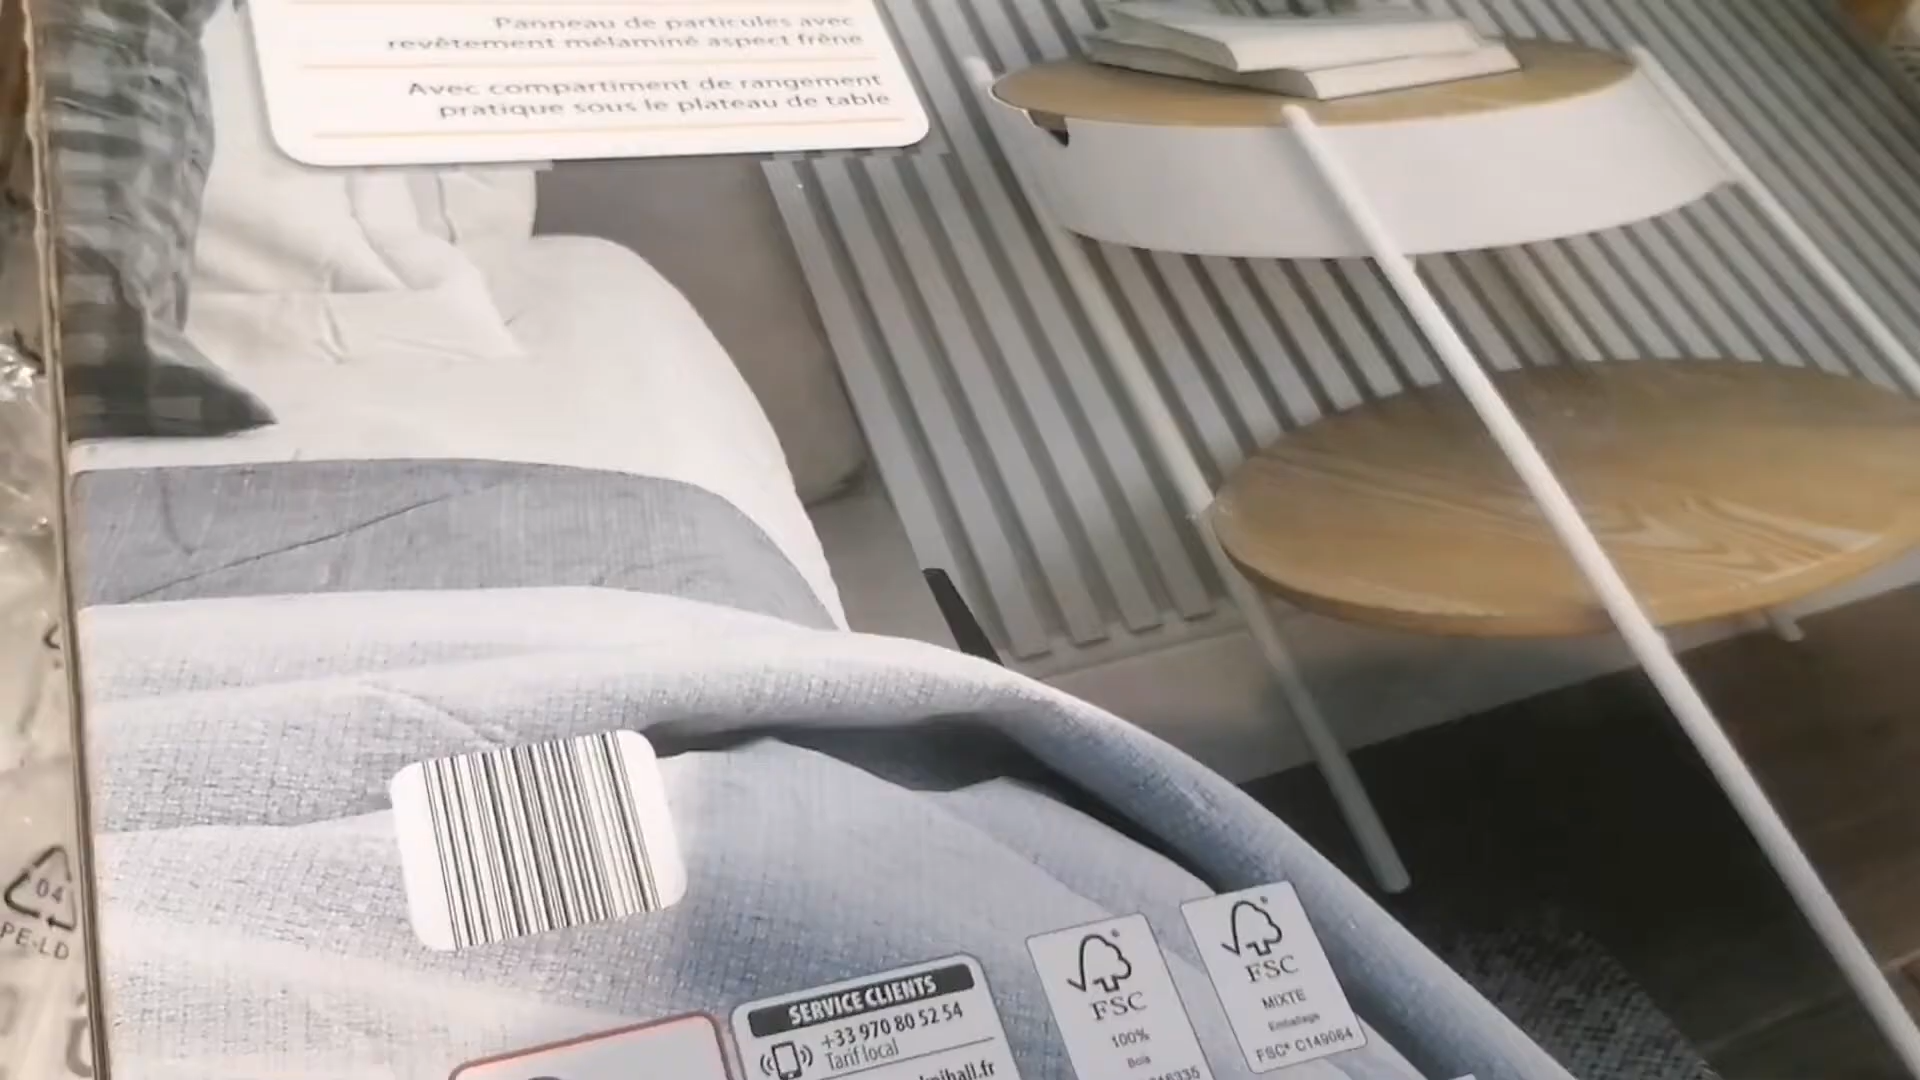 Panneau de particules avec
revêtement mélaminé aspect frêne
Avec compartiment de rangement
pratique sous le plateau de table
04
PE-LD
SERVICE CLIENTS
+33 970 80 52 54
Tarif local
FSC
100%
Bois
FSC
MIXTE
Emballage
FSC® C149064